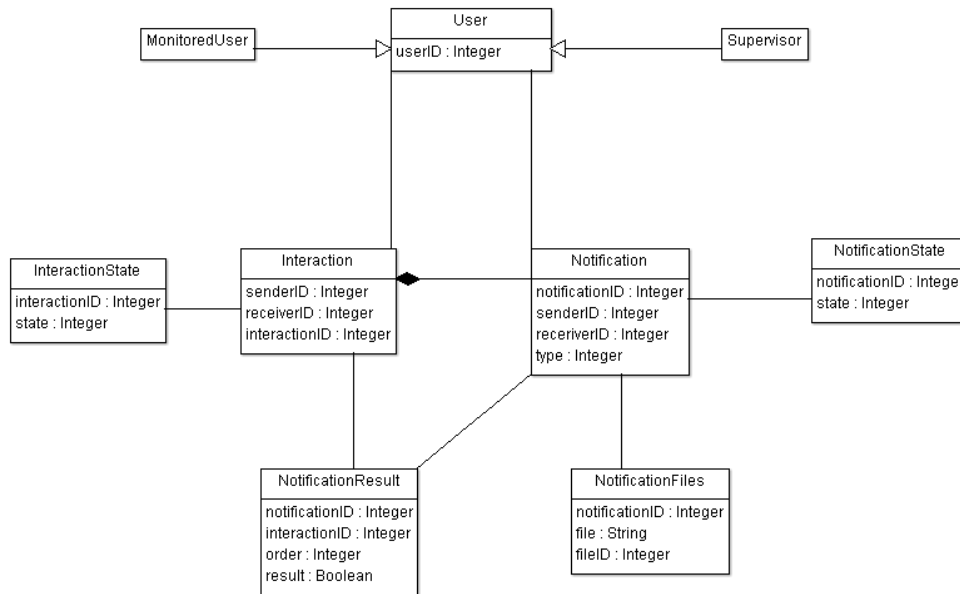 User
userID : Integer
MonitoredUser
Supervisor
Interaction
senderID : Integer
receiverID : Integer
interactionID : Integer
Notification
notificationID : Integer
senderID : Integer
receriverID : Integer
type : Integer
NotificationState
notificationID : Intege
state : Integer
InteractionState
interactionID : Integer
state : Integer
NotificationResult
notificationID : Integer
interactionID : Integer
order : Integer
result : Boolean
NotificationFiles
notificationID : Integer
file : String
fileID : Integer